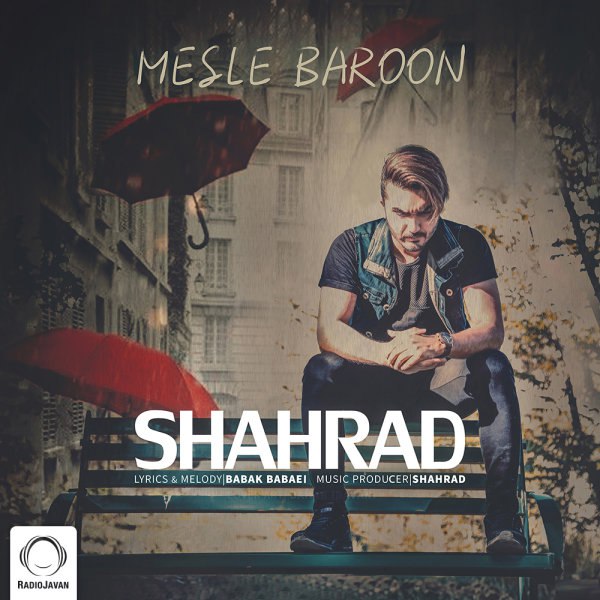 MESLE BAROON
SHAHRAD
LYRICS & MELODY|BABAK BABAEI MUSIC PRODUCER|SHAHRAD
RADIOJAVAN